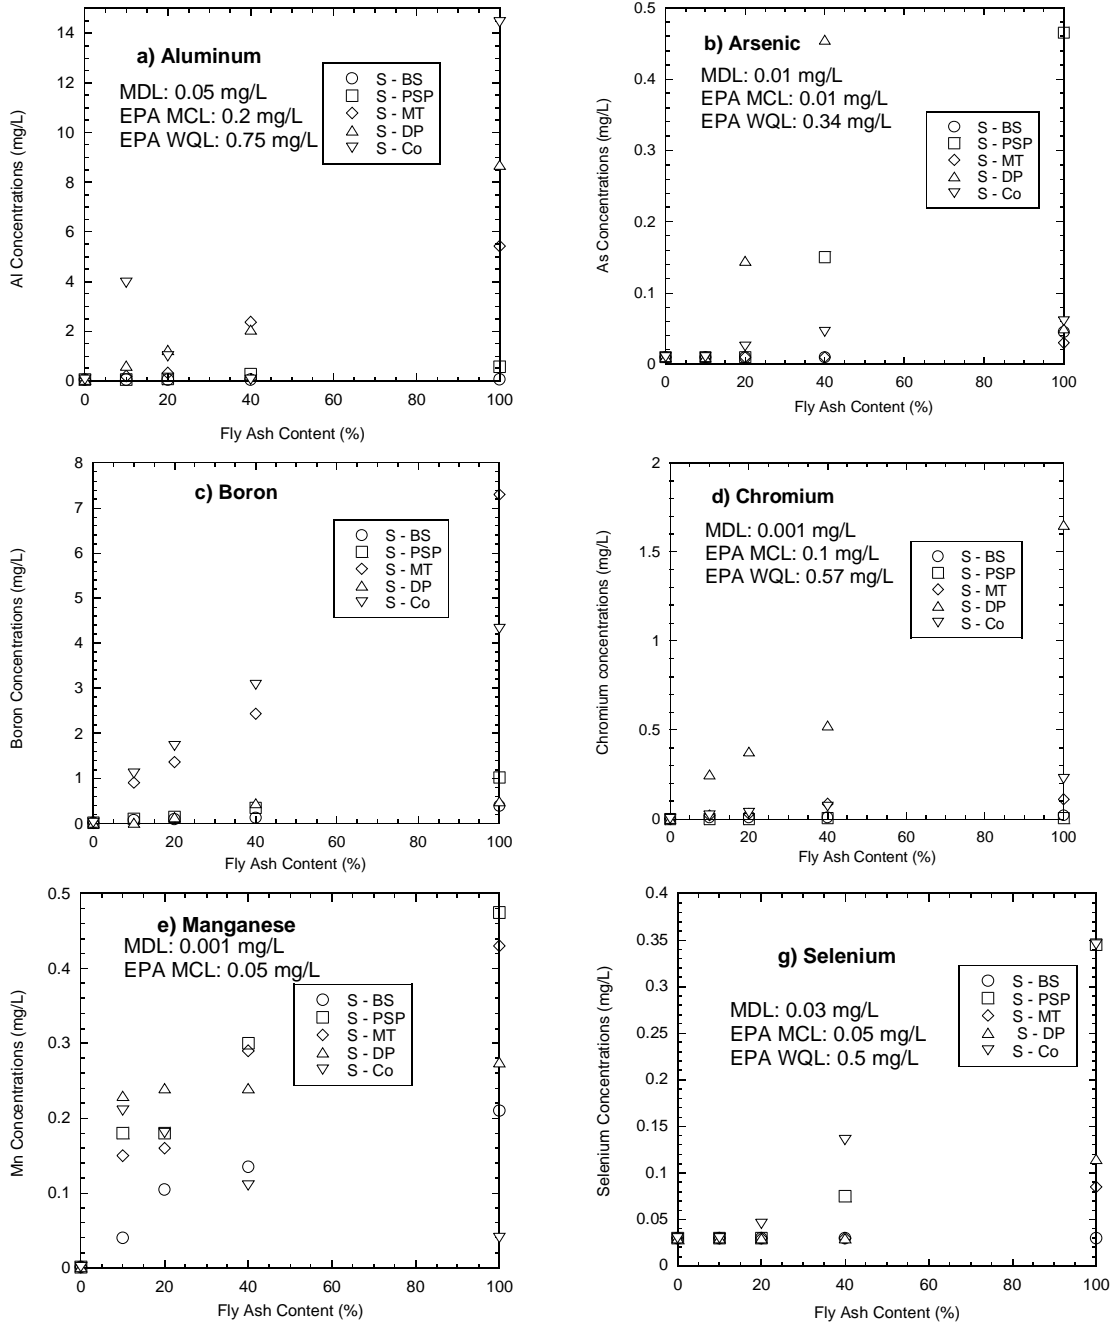 a) Aluminum
MDL: 0.05 mg/L
EPA MCL: 0.2 mg/L
EPA WQL: 0.75 mg/L
S - BS
S - PSP
S - MT
S - DP
S - Co
Al Concentrations (mg/L)
14
12
10
8
6
4
2
0
0 20 40 60 80 100
Fly Ash Content (%)
b) Arsenic
MDL: 0.01 mg/L
EPA MCL: 0.01 mg/L
EPA WQL: 0.34 mg/L
S - BS
S - PSP
S - MT
S - DP
S - Co
As Concentrations (mg/L)
0.5
0.4
0.3
0.2
0.1
0
0 20 40 60 80 100
Fly Ash Content (%)
c) Boron
S - BS
S - PSP
S - MT
S - DP
S - Co
Boron Concentrations (mg/L)
8
7
6
5
4
3
2
1
0
0 20 40 60 80 100
Fly Ash Content (%)
d) Chromium
MDL: 0.001 mg/L
EPA MCL: 0.1 mg/L
EPA WQL: 0.57 mg/L
S - BS
S - PSP
S - MT
S - DP
S - Co
Chromium concentrations (mg/L)
2
1.5
1
0.5
0
0 20 40 60 80 100
Fly Ash Content (%)
e) Manganese
MDL: 0.001 mg/L
EPA MCL: 0.05 mg/L
S - BS
S - PSP
S - MT
S - DP
S - Co
Mn Concentrations (mg/L)
0.5
0.4
0.3
0.2
0.1
0
0 20 40 60 80 100
Fly Ash Content (%)
g) Selenium
MDL: 0.03 mg/L
EPA MCL: 0.05 mg/L
EPA WQL: 0.5 mg/L
S - BS
S - PSP
S - MT
S - DP
S - Co
Selenium Concentrations (mg/L)
0.4
0.35
0.3
0.25
0.2
0.15
0.1
0.05
0
0 20 40 60 80 100
Fly Ash Content (%)